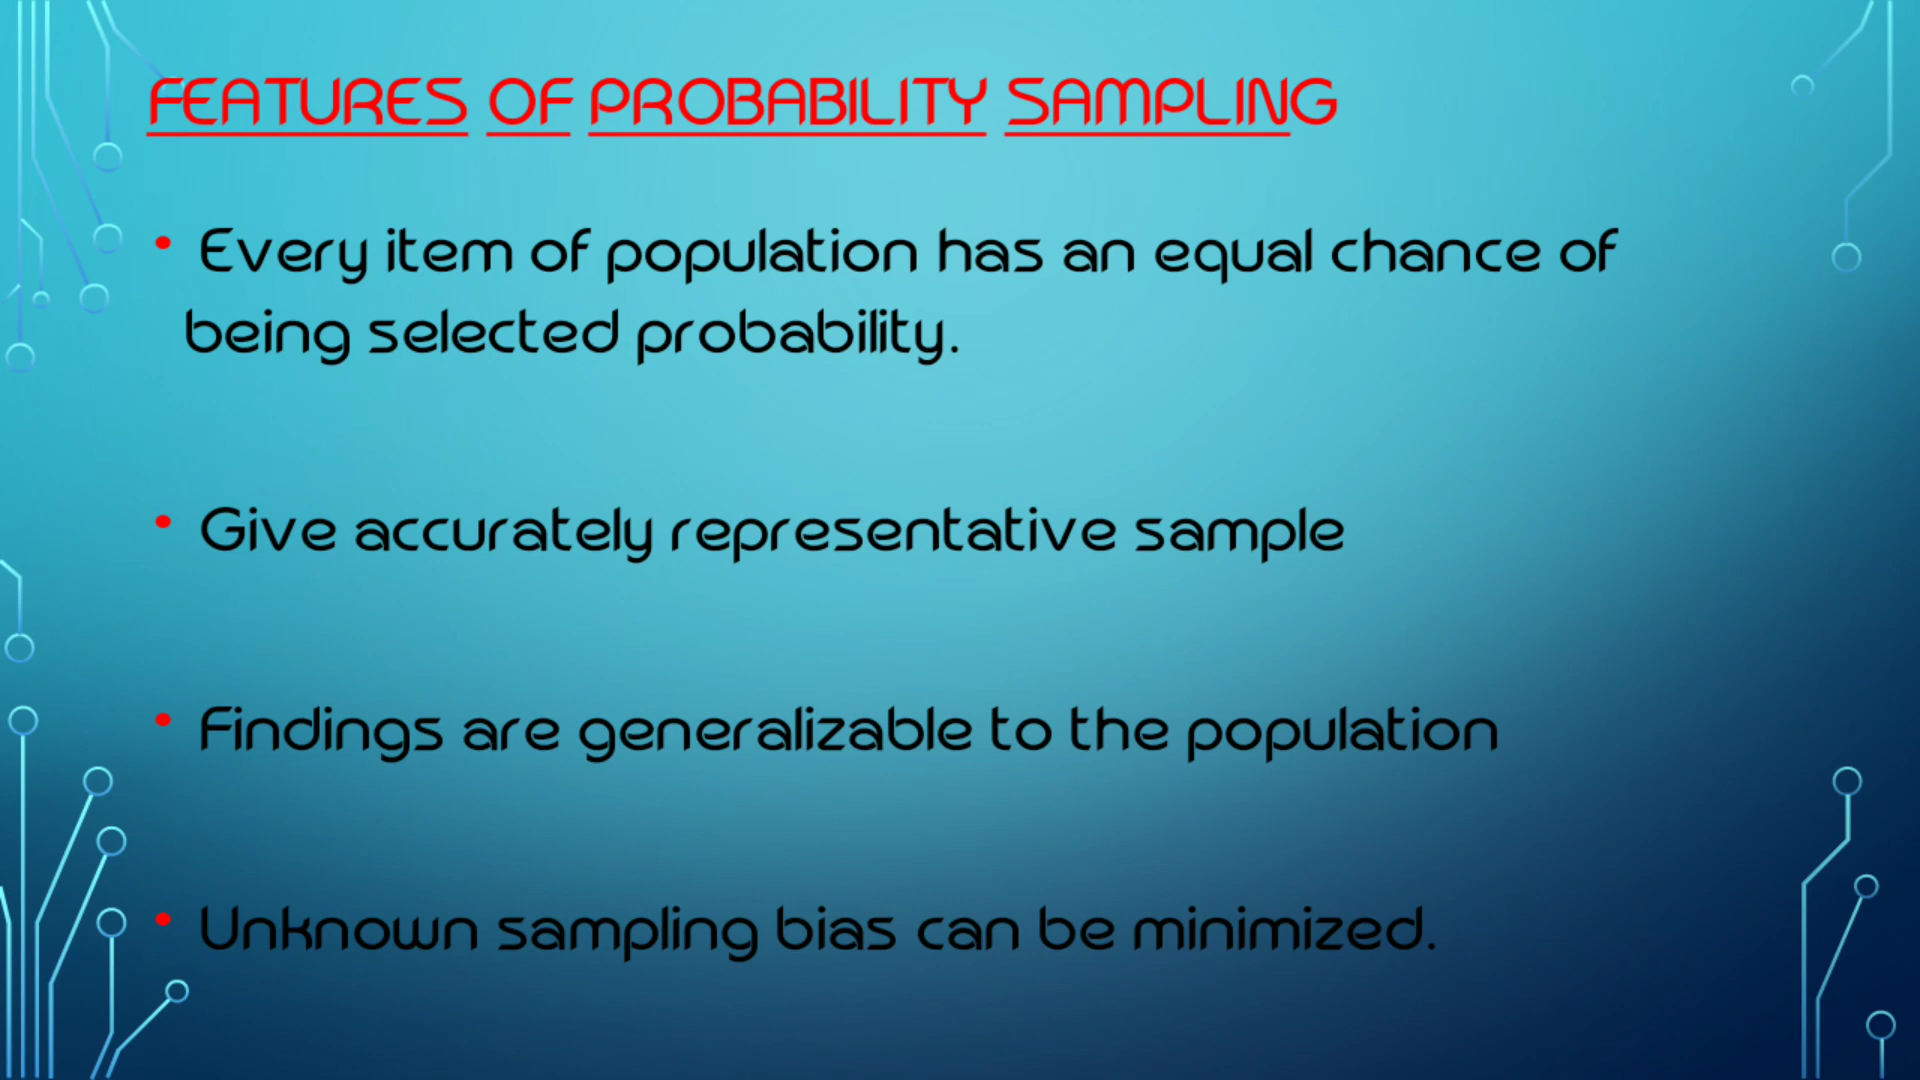 FEATURES OF PROBABILITY SAMPLING
• Every item of population has an equal chance of
being selected probability.
• Give accurately representative sample
• Findings are generalizable to the population
• Unknown sampling bias can be minimized.